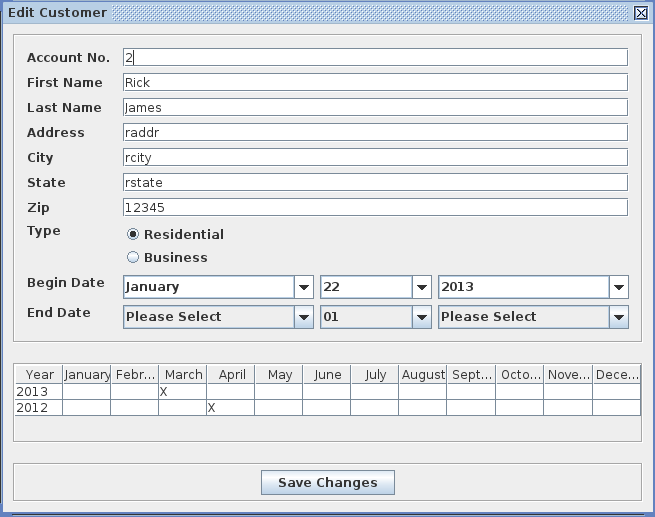 Edit Customer
Account No. 2
First Name Rick
Last Name James
Address raddr
City rcity
State rstate
Zip 12345
Type Residential
Business
Begin Date January 22 2013
End Date Please Select 01 Please Select
Year January Febr... March April May June July August Sept... Octo... Nove... Dece...
2013 X
2012 X
Save Changes